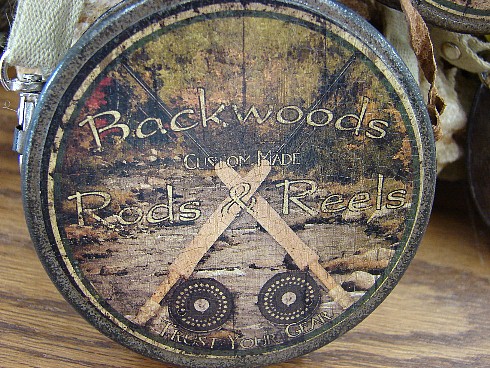 Backwoods
Custom Made
Rods & Reels
Trust Your Gear